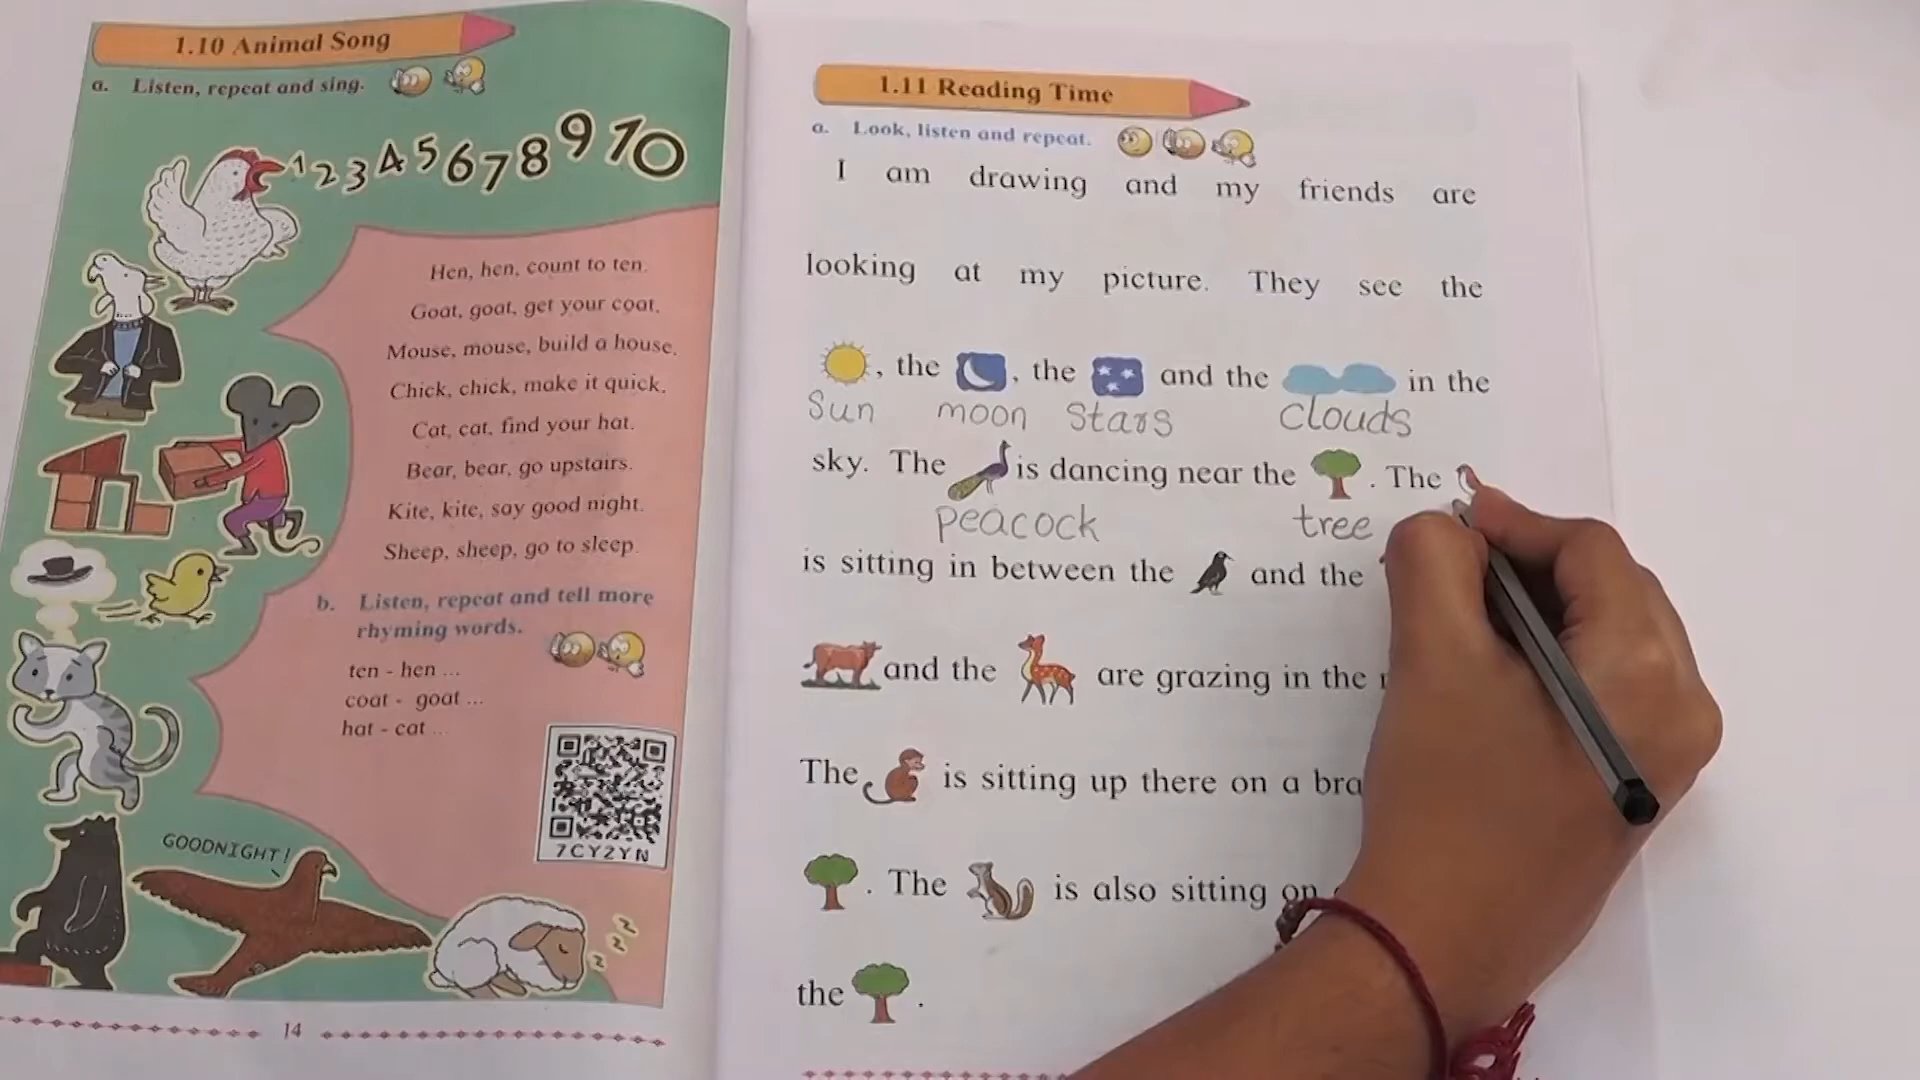 1.10 Animal Song
a. Listen, repeat and sing.
1 2 3 4 5 6 7 8 9 10
Hen, hen, count to ten.
Goat, goat, get your coat.
Mouse, mouse, build a house.
Chick, chick, make it quick.
Cat, cat, find your hat.
Bear, bear, go upstairs.
Kite, kite, say good night.
Sheep, sheep, go to sleep.
b. Listen, repeat and tell more
rhyming words.
ten - hen ...
coat - goat ...
hat - cat ...
7CY2YN
GOODNIGHT!
z z z
14
1.11 Reading Time
a. Look, listen and repeat.
I am drawing and my friends are
looking at my picture. They see the
, the , the and the in the
Sun moon Stars clouds
sky. The is dancing near the . The
peacock tree
is sitting in between the and the
and the are grazing in the
The is sitting up there on a
. The is also sitting on
the .